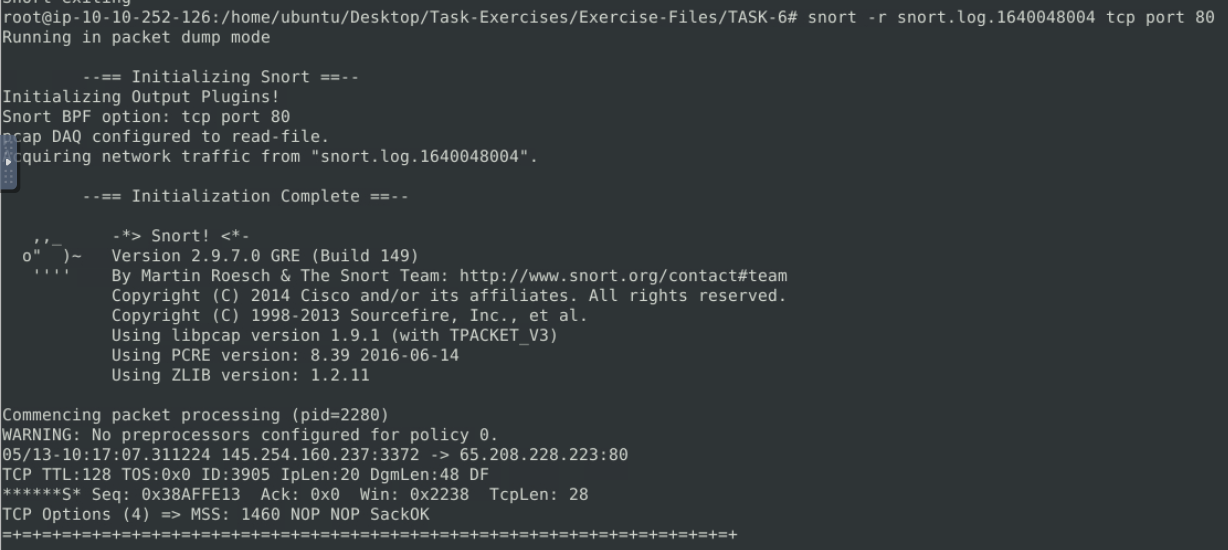 Snort exiting
root@ip-10-10-252-126:/home/ubuntu/Desktop/Task-Exercises/Exercise-Files/TASK-6# snort -r snort.log.1640048004 tcp port 80
Running in packet dump mode
--== Initializing Snort ==--
Initializing Output Plugins!
Snort BPF option: tcp port 80
pcap DAQ configured to read-file.
Acquiring network traffic from "snort.log.1640048004".
--== Initialization Complete ==--
,,_     -*> Snort! <*-
o"  )~   Version 2.9.7.0 GRE (Build 149)
''''    By Martin Roesch & The Snort Team: http://www.snort.org/contact#team
Copyright (C) 2014 Cisco and/or its affiliates. All rights reserved.
Copyright (C) 1998-2013 Sourcefire, Inc., et al.
Using libpcap version 1.9.1 (with TPACKET_V3)
Using PCRE version: 8.39 2016-06-14
Using ZLIB version: 1.2.11
Commencing packet processing (pid=2280)
WARNING: No preprocessors configured for policy 0.
05/13-10:17:07.311224 145.254.160.237:3372 -> 65.208.228.223:80
TCP TTL:128 TOS:0x0 ID:3905 IpLen:20 DgmLen:48 DF
******S* Seq: 0x38AFFE13  Ack: 0x0  Win: 0x2238  TcpLen: 28
TCP Options (4) => MSS: 1460 NOP NOP SackOK
=+=+=+=+=+=+=+=+=+=+=+=+=+=+=+=+=+=+=+=+=+=+=+=+=+=+=+=+=+=+=+=+=+=+=+=+=+